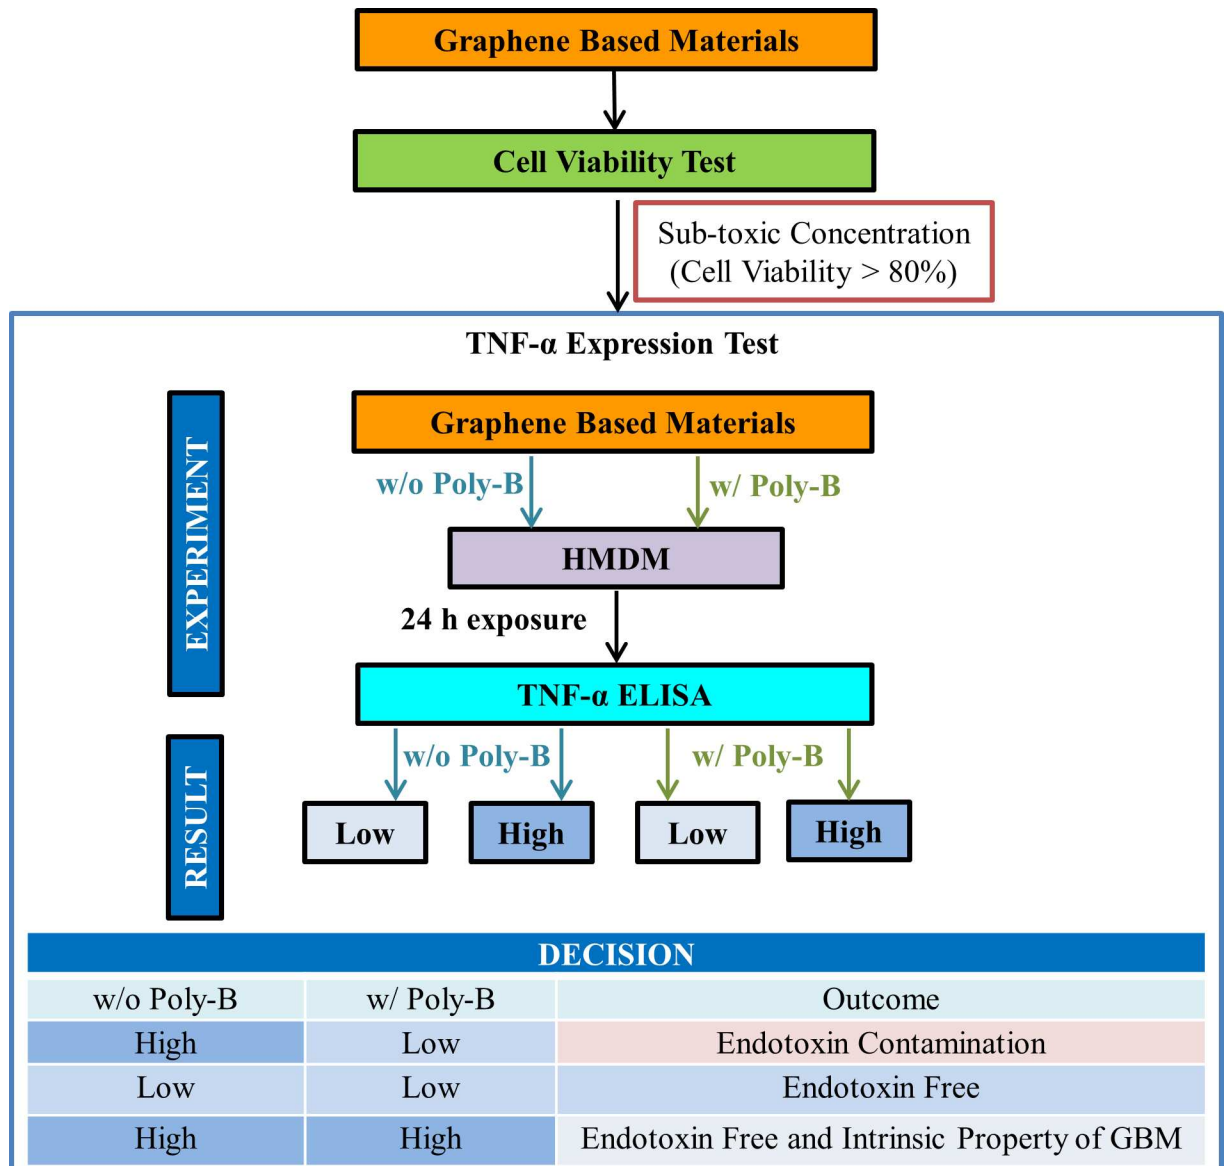 Graphene Based Materials
Cell Viability Test
Sub-toxic Concentration
(Cell Viability > 80%)
TNF-α Expression Test
EXPERIMENT
Graphene Based Materials
w/o Poly-B
w/ Poly-B
HMDM
24 h exposure
TNF-α ELISA
RESULT
w/o Poly-B
w/ Poly-B
Low
High
Low
High
DECISION
w/o Poly-B
w/ Poly-B
Outcome
High
Low
Endotoxin Contamination
Low
Low
Endotoxin Free
High
High
Endotoxin Free and Intrinsic Property of GBM